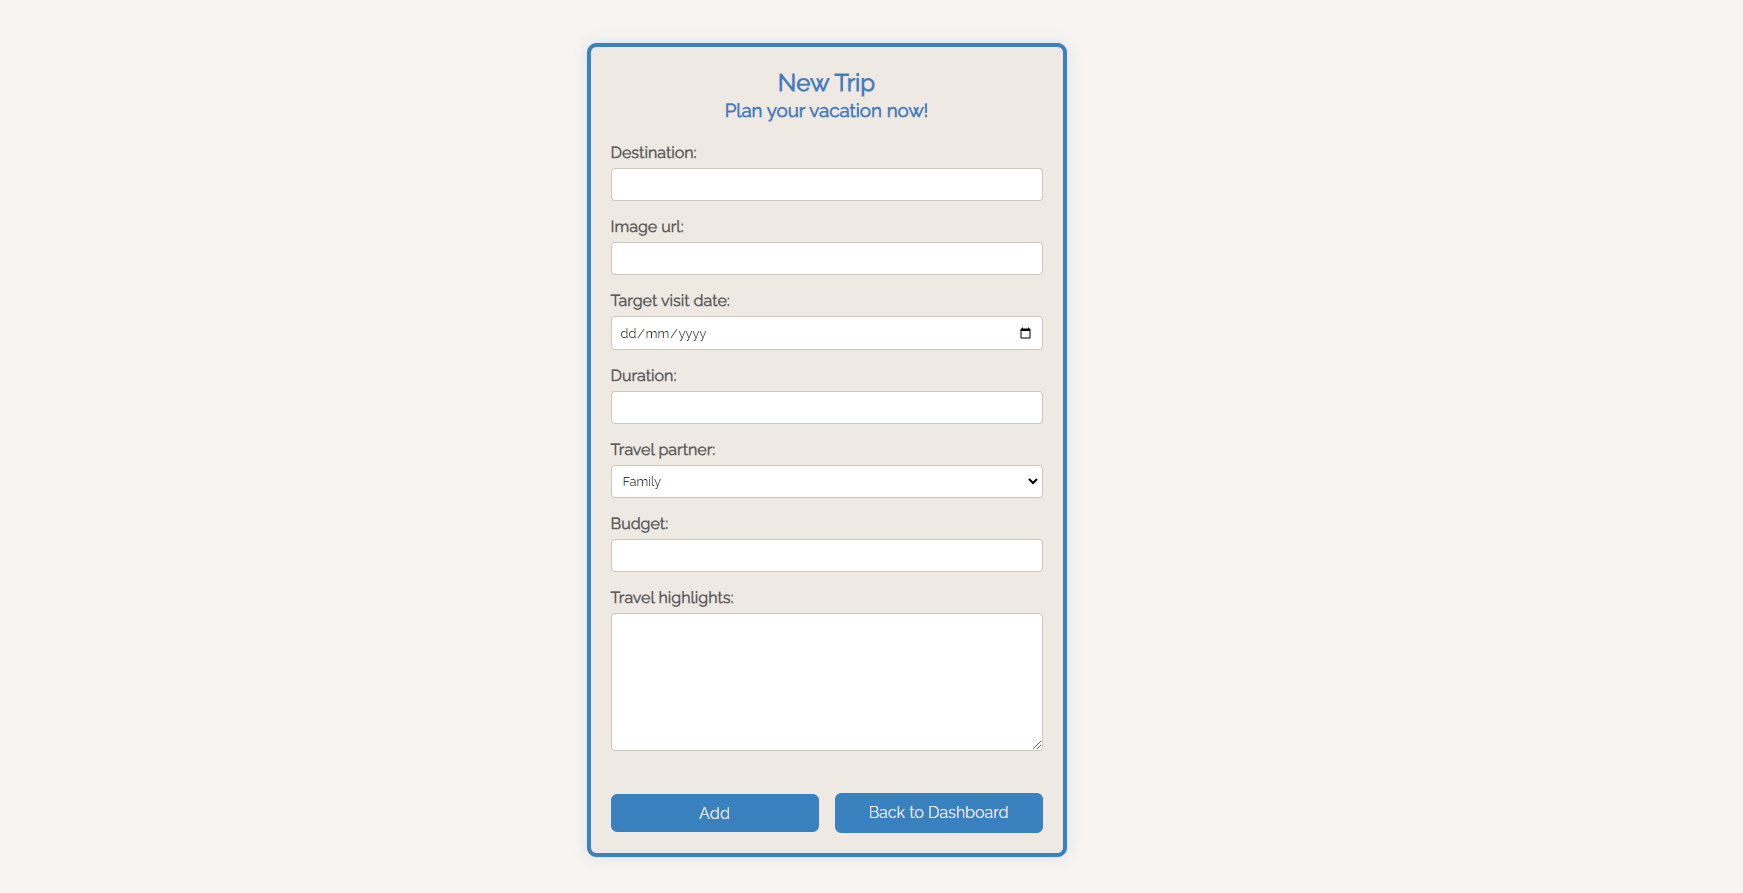 New Trip
Plan your vacation now!
Destination:
Image url:
Target visit date:
dd/mm/yyyy
Duration:
Travel partner:
Family
Budget:
Travel highlights:
Add
Back to Dashboard